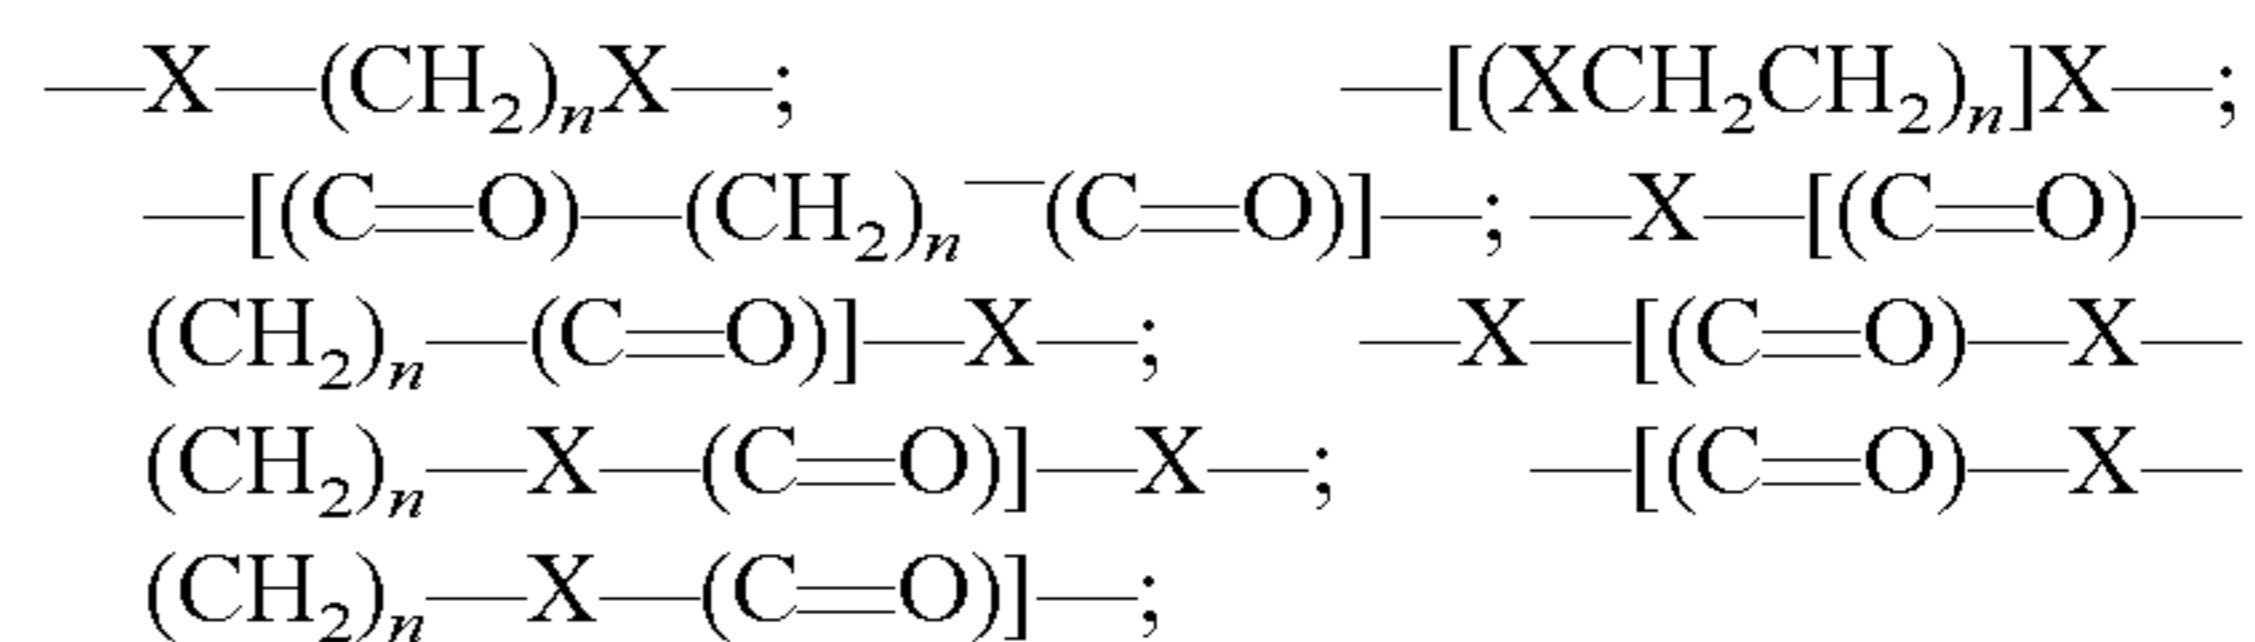 —X—(CH₂)ₙX—; —[(XCH₂CH₂)ₙ]X—;
—[(C═O)—(CH₂)ₙ—(C═O)]—; —X—[(C═O)—
(CH₂)ₙ—(C═O)]—X—; —X—[(C═O)—X—
(CH₂)ₙ—X—(C═O)]—X—; —[(C═O)—X—
(CH₂)ₙ—X—(C═O)]—;